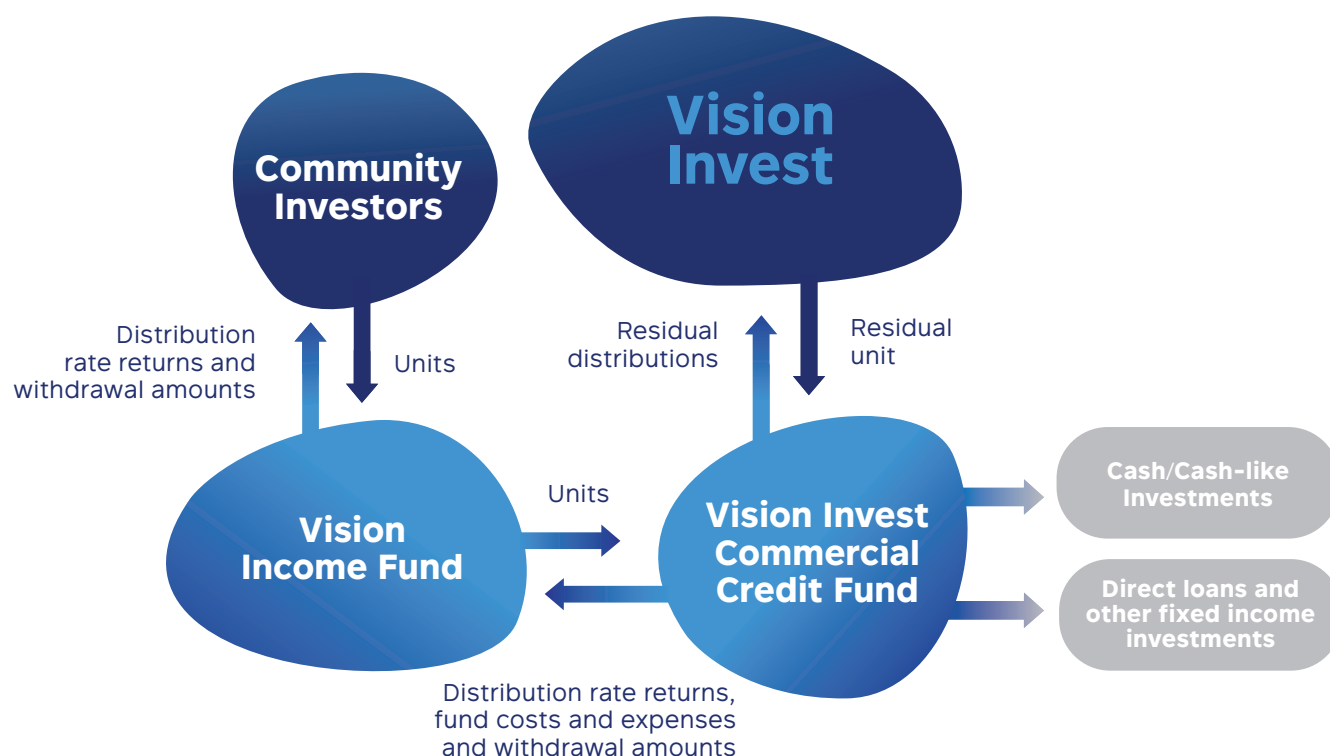 Community
Investors
Vision
Invest
Distribution
rate returns and
withdrawal amounts
Units
Residual
distributions
Residual
unit
Vision
Income Fund
Units
Vision Invest
Commercial
Credit Fund
Cash/Cash-like
Investments
Direct loans and
other fixed income
investments
Distribution rate returns,
fund costs and expenses
and withdrawal amounts